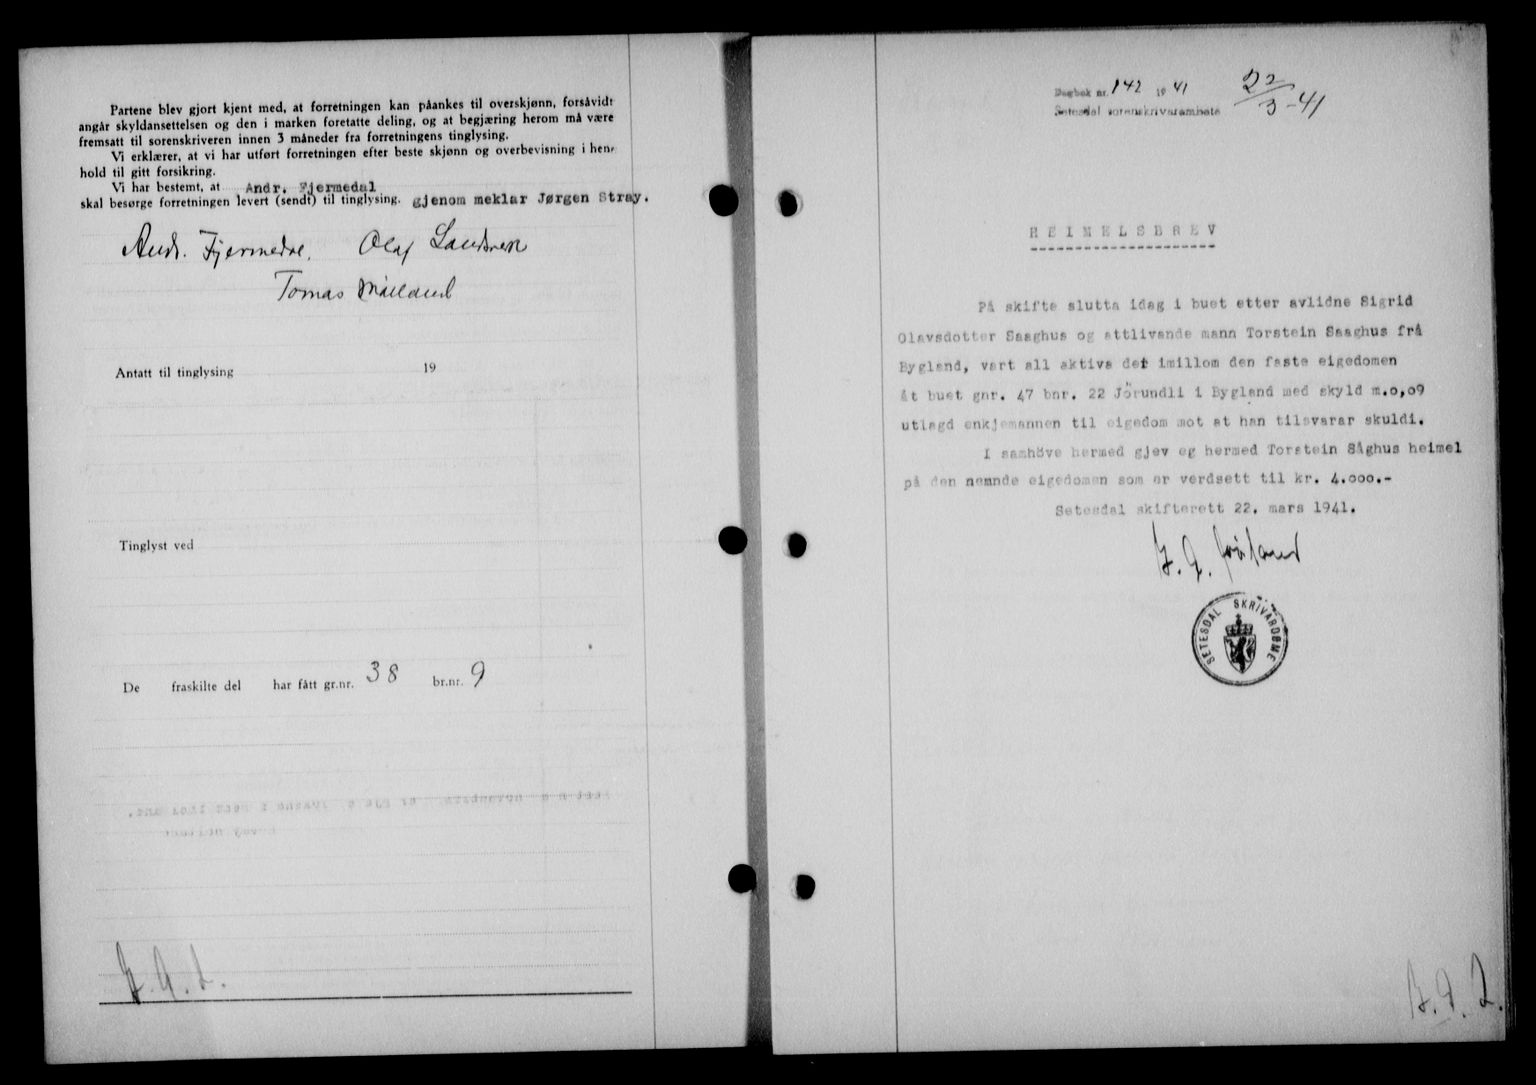 Partene blev gjort kjent med, at forretningen kan påankes til overskjønn, forsåvidt
angår skyldansettelsen og den i marken foretatte deling, og at begjæring herom må være
fremsatt til sorenskriveren innen 3 måneder fra forretningens tinglysing.
Vi erklærer, at vi har utført forretningen efter beste skjønn og overbevisning i hen-
hold til gitt forsikring.
Vi har bestemt, at Andr. Fjermedal
skal besørge forretningen levert (sendt) til tinglysing. gjenom meklar Jørgen Stray.
Andr. Fjermedal. Olaf
Tomas
Antatt til tinglysing 19
Tinglyst ved
De fraskilte del har fått gr.nr. 38 br.nr. 9
Dagbok nr. 142 1941
22/3-41
Setesdal sorenskrivarembete
HEIMELSBREV
På skifte slutta idag i buet etter avlidne Sigrid
Olavsdotter Saaghus og attlivande mann Torstein Saaghus frå
Bygland, vart all aktiva det imillom den faste eigedomen
åt buet gnr. 47 bnr. 22 Jörundli i Bygland med skyld m.0,09
utlagd enkjemannen til eigedom mot at han tilsvarar skuldi.
I samhöve hermed gjev eg hermed Torstein Såghus heimel
på den nemnde eigedomen som er verdsett til kr. 4.000.-
Setesdal skifterett 22. mars 1941.
SETESDAL SKRIVARDØME